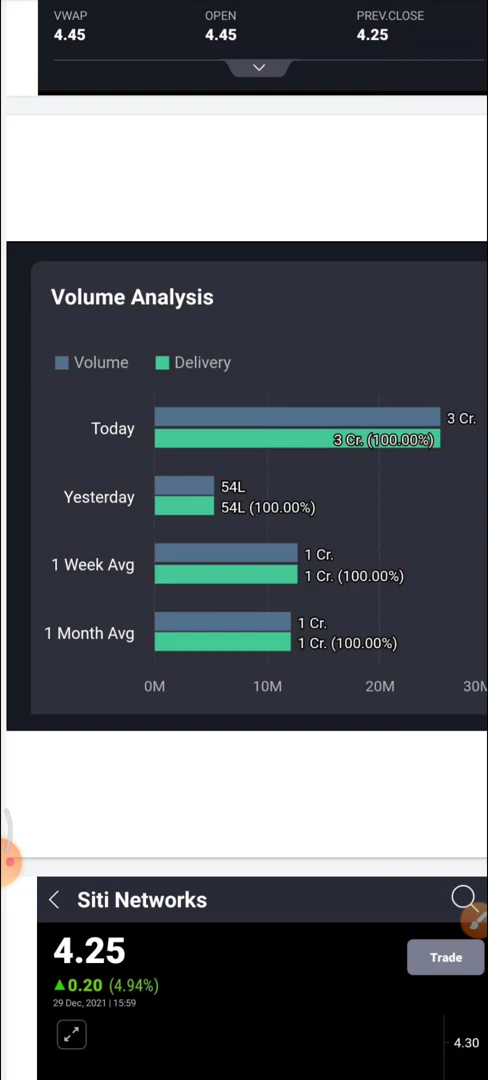 VWAP OPEN PREV.CLOSE
4.45 4.45 4.25
Volume Analysis
Volume Delivery
Today 3 Cr.
3 Cr. (100.00%)
Yesterday 54L
54L (100.00%)
1 Week Avg 1 Cr.
1 Cr. (100.00%)
1 Month Avg 1 Cr.
1 Cr. (100.00%)
0M 10M 20M 30M
Siti Networks
4.25
▲0.20 (4.94%) Trade
29 Dec, 2021 | 15:59
4.30